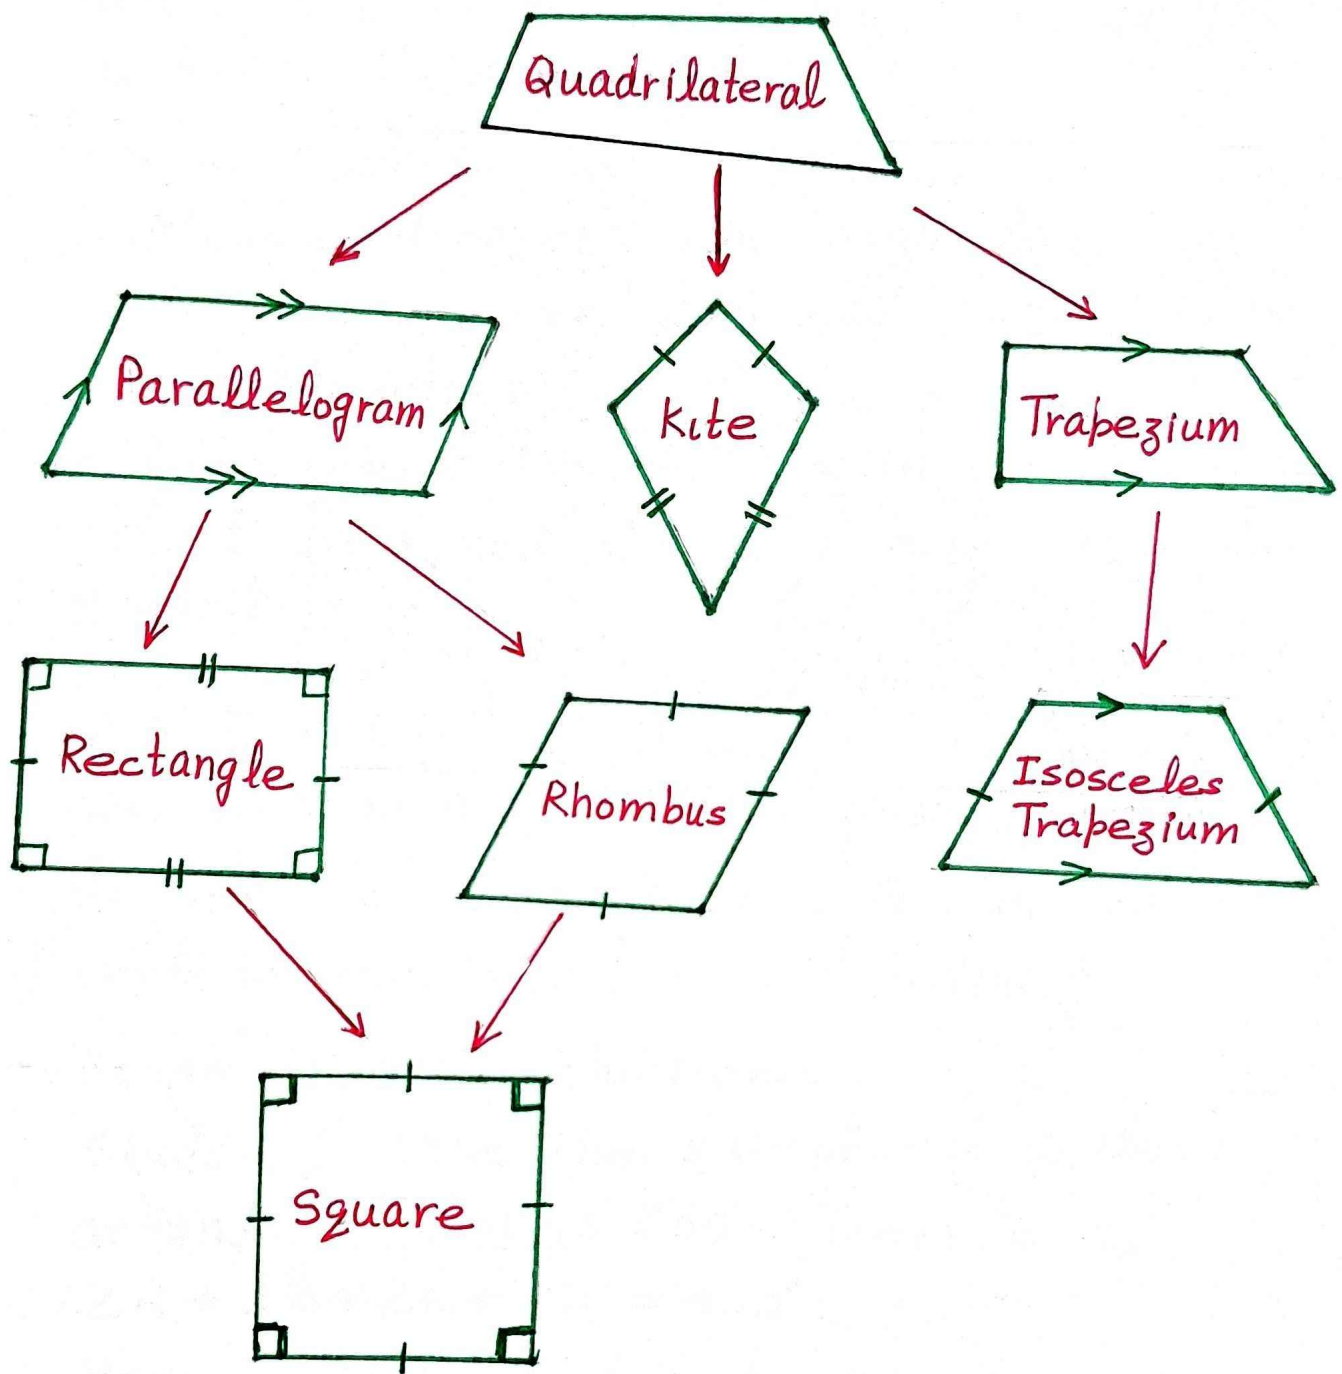 Quadrilateral
Parallelogram
Kite
Trapezium
Rectangle
Rhombus
Isosceles
Trapezium
Square